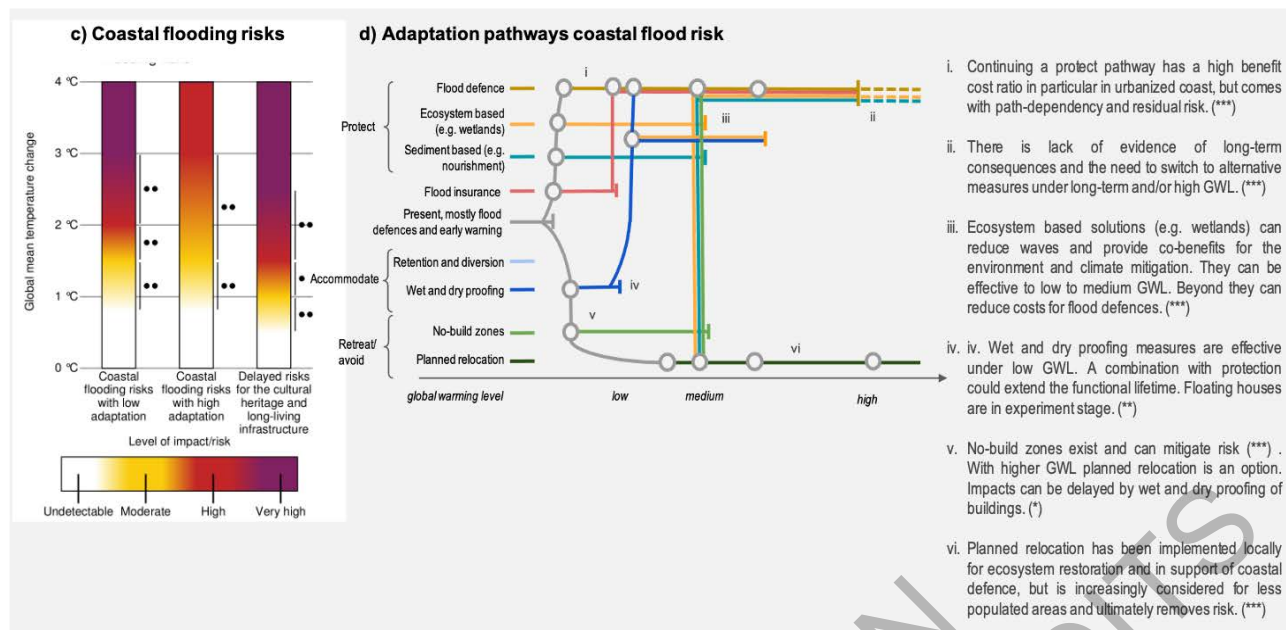 c) Coastal flooding risks
4 °C
3 °C
2 °C
1 °C
0 °C
Global mean temperature change
Coastal
flooding risks
with low
adaptation
Coastal
flooding risks
with high
adaptation
Delayed risks
for the cultural
heritage and
long-living
infrastructure
Level of impact/risk
Undetectable Moderate High Very high
d) Adaptation pathways coastal flood risk
Protect
Flood defence
Ecosystem based
(e.g. wetlands)
Sediment based (e.g.
nourishment)
Flood insurance
Present, mostly flood
defences and early warning
Accommodate
Retention and diversion
Wet and dry proofing
Retreat/
avoid
No-build zones
Planned relocation
i
ii
iii
iv
v
vi
global warming level low medium high
i. Continuing a protect pathway has a high benefit
cost ratio in particular in urbanized coast, but comes
with path-dependency and residual risk. (***)
ii. There is lack of evidence of long-term
consequences and the need to switch to alternative
measures under long-term and/or high GWL. (***)
iii. Ecosystem based solutions (e.g. wetlands) can
reduce waves and provide co-benefits for the
environment and climate mitigation. They can be
effective to low to medium GWL. Beyond they can
reduce costs for flood defences. (***)
iv. iv. Wet and dry proofing measures are effective
under low GWL. A combination with protection
could extend the functional lifetime. Floating houses
are in experiment stage. (**)
v. No-build zones exist and can mitigate risk (***) .
With higher GWL planned relocation is an option.
Impacts can be delayed by wet and dry proofing of
buildings. (*)
vi. Planned relocation has been implemented locally
for ecosystem restoration and in support of coastal
defence, but is increasingly considered for less
populated areas and ultimately removes risk. (***)